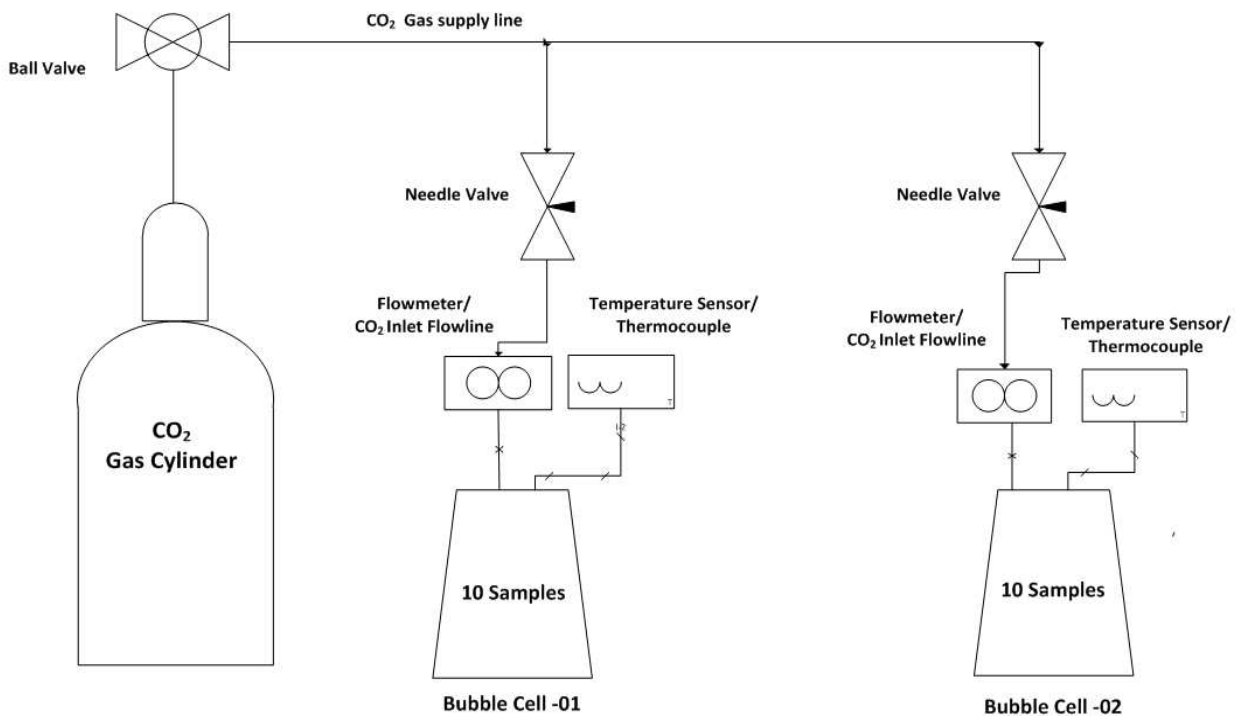 CO₂ Gas supply line
Ball Valve
Needle Valve
Needle Valve
Flowmeter/
CO₂ Inlet Flowline
Temperature Sensor/
Thermocouple
Flowmeter/
CO₂ Inlet Flowline
Temperature Sensor/
Thermocouple
T
T
CO₂
Gas Cylinder
10 Samples
10 Samples
Bubble Cell -01
Bubble Cell -02